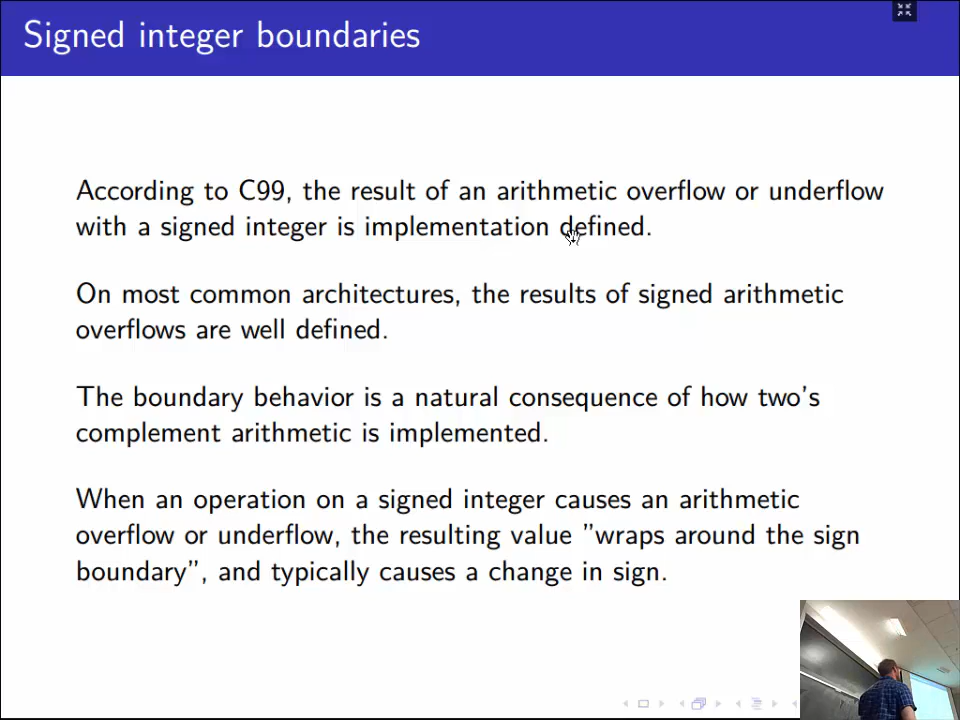 Signed integer boundaries
According to C99, the result of an arithmetic overflow or underflow
with a signed integer is implementation defined.
On most common architectures, the results of signed arithmetic
overflows are well defined.
The boundary behavior is a natural consequence of how two's
complement arithmetic is implemented.
When an operation on a signed integer causes an arithmetic
overflow or underflow, the resulting value ”wraps around the sign
boundary”, and typically causes a change in sign.